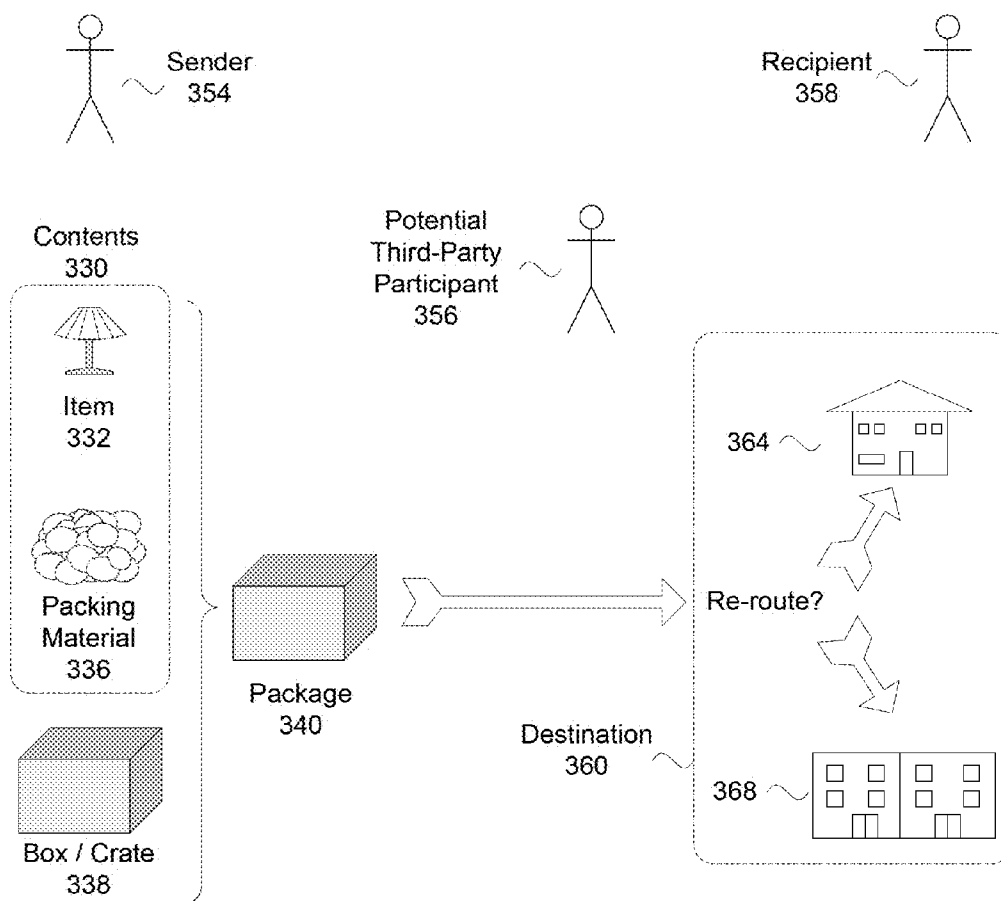 Sender
354
Recipient
358
Potential
Third-Party
Participant
356
Contents
330
Item
332
Packing
Material
336
Box / Crate
338
Package
340
Destination
360
364
Re-route?
368